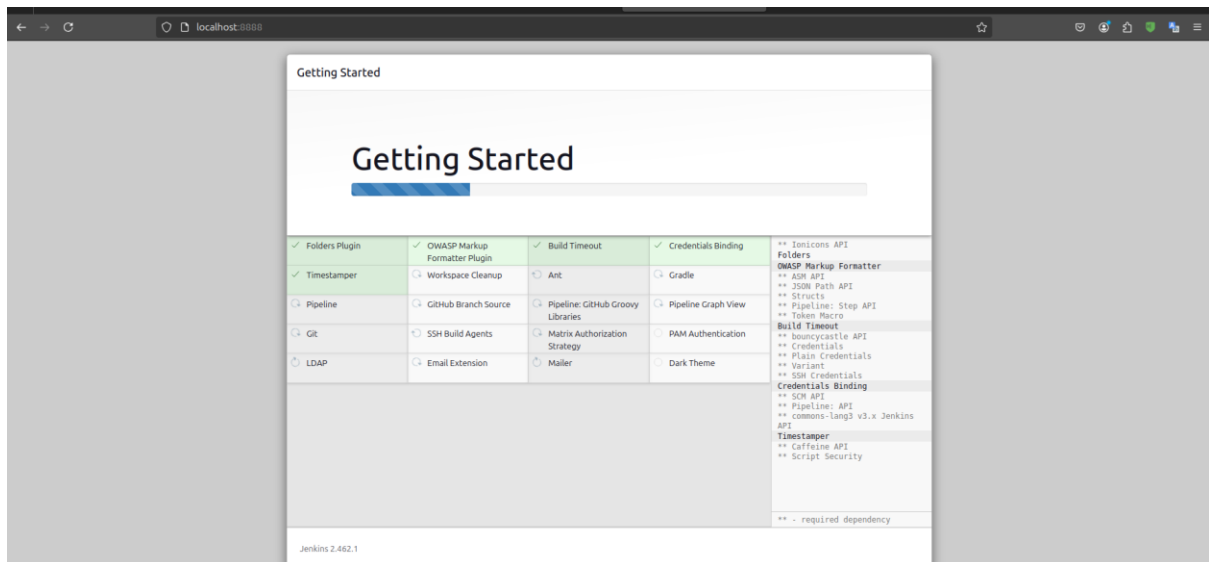 localhost:8888
Getting Started
Getting Started
Folders Plugin
OWASP Markup
Formatter Plugin
Build Timeout
Credentials Binding
Timestamper
Workspace Cleanup
Ant
Gradle
Pipeline
GitHub Branch Source
Pipeline: GitHub Groovy
Libraries
Pipeline Graph View
Git
SSH Build Agents
Matrix Authorization
Strategy
PAM Authentication
LDAP
Email Extension
Mailer
Dark Theme
** Ionicons API
Folders
OWASP Markup Formatter
** ASM API
** JSON Path API
** Structs
** Pipeline: Step API
** Token Macro
Build Timeout
** bouncycastle API
** Credentials
** Plain Credentials
** Variant
** SSH Credentials
Credentials Binding
** SCM API
** Pipeline: API
** commons-lang3 v3.x Jenkins
API
Timestamper
** Caffeine API
** Script Security
** - required dependency
Jenkins 2.462.1